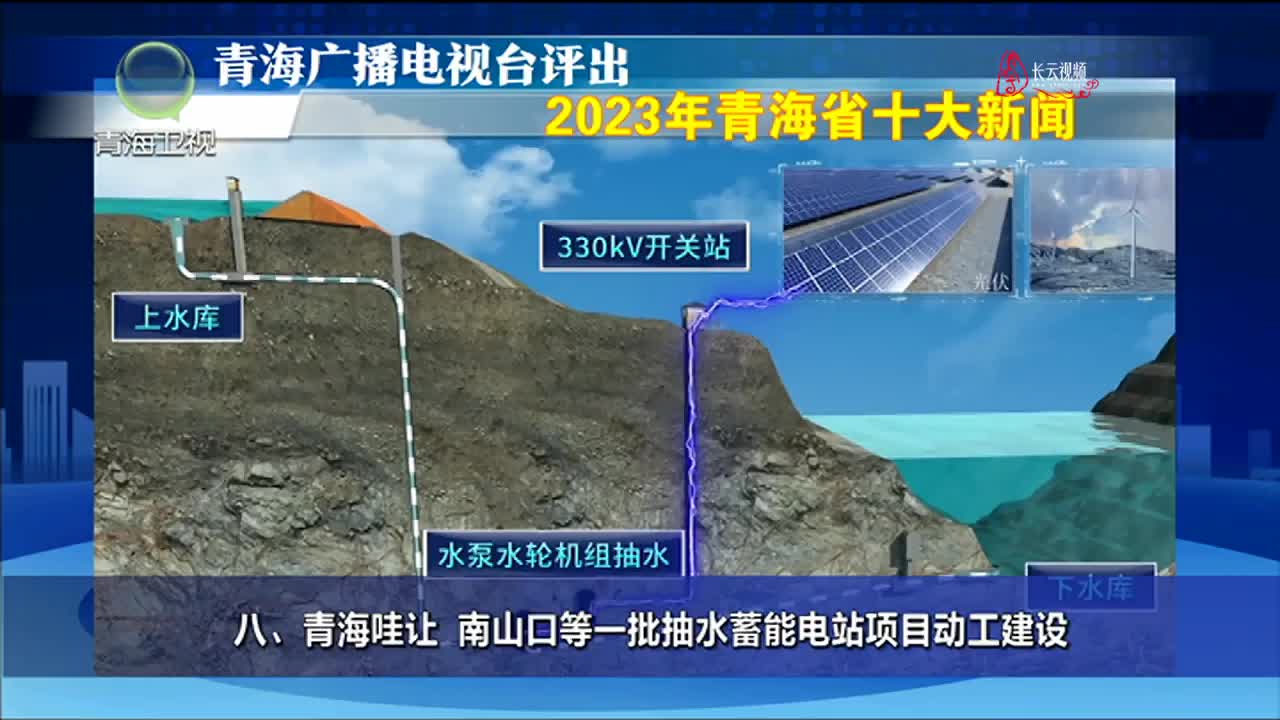 青海广播电视台评出
长云视频
2023年青海省十大新闻
青海卫视
330kV开关站
光伏
上水库
水泵水轮机组抽水
下水库
八、青海哇让 南山口等一批抽水蓄能电站项目动工建设